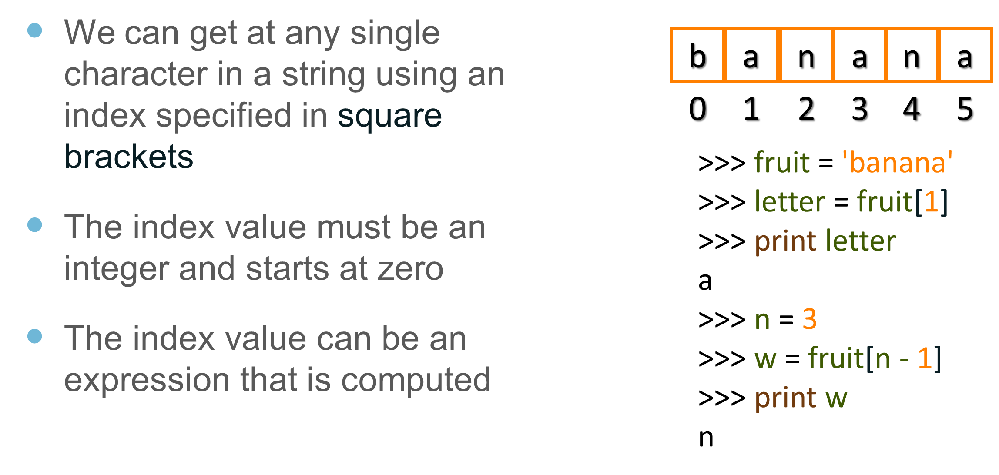 We can get at any single
character in a string using an
index specified in square
brackets
The index value must be an
integer and starts at zero
The index value can be an
expression that is computed
b a n a n a
0 1 2 3 4 5
>>> fruit = 'banana'
>>> letter = fruit[1]
>>> print letter
a
>>> n = 3
>>> w = fruit[n - 1]
>>> print w
n